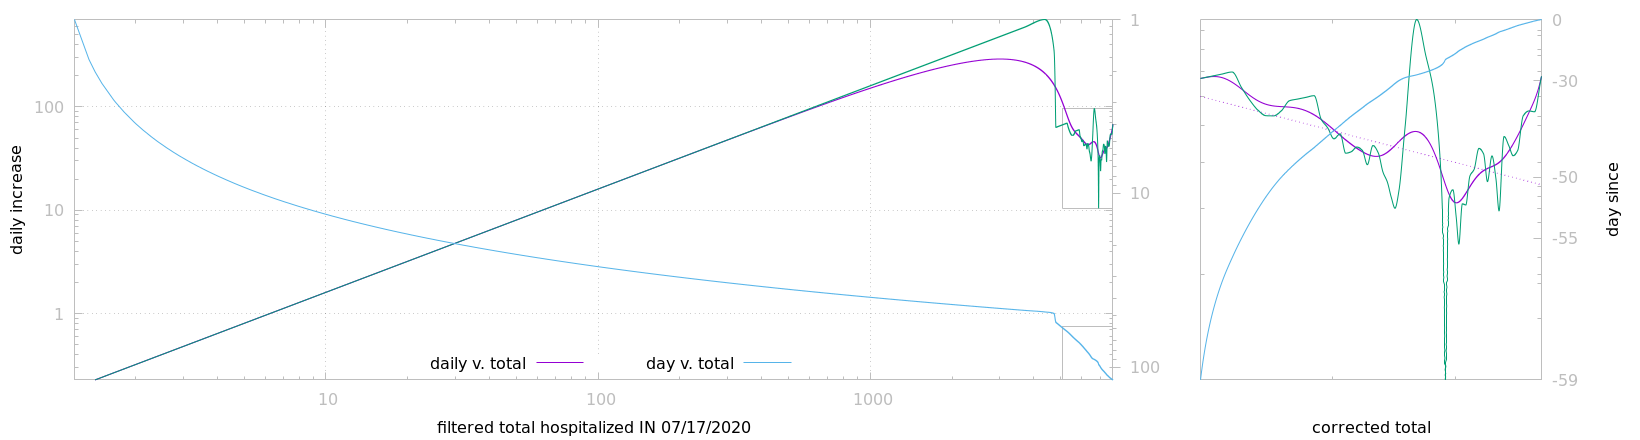 daily increase
100
10
1
10
100
1000
filtered total hospitalized IN 07/17/2020
daily v. total
day v. total
1
10
100
0
-30
-50
-55
-59
day since
corrected total